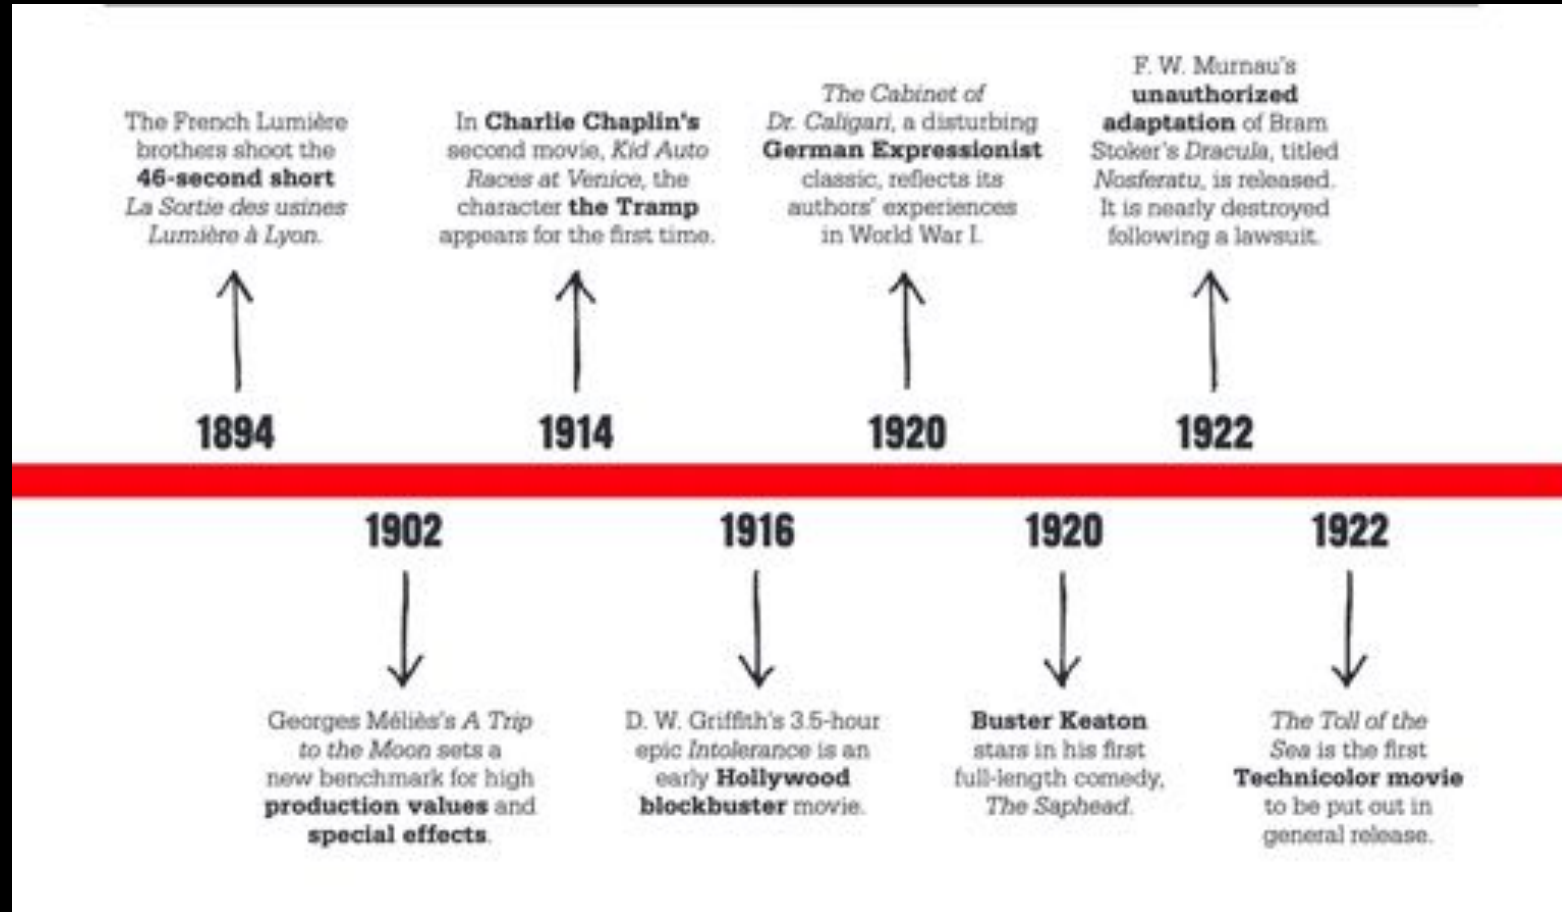 The French Lumière
brothers shoot the
46-second short
La Sortie des usines
Lumière à Lyon.
In Charlie Chaplin's
second movie, Kid Auto
Races at Venice, the
character the Tramp
appears for the first time.
The Cabinet of
Dr. Caligari, a disturbing
German Expressionist
classic, reflects its
authors' experiences
in World War I.
F. W. Murnau's
unauthorized
adaptation of Bram
Stoker's Dracula, titled
Nosferatu, is released.
It is nearly destroyed
following a lawsuit.
1894
1914
1920
1922
1902
1916
1920
1922
Georges Méliès's A Trip
to the Moon sets a
new benchmark for high
production values and
special effects.
D. W. Griffith's 3.5-hour
epic Intolerance is an
early Hollywood
blockbuster movie.
Buster Keaton
stars in his first
full-length comedy,
The Saphead.
The Toll of the
Sea is the first
Technicolor movie
to be put out in
general release.